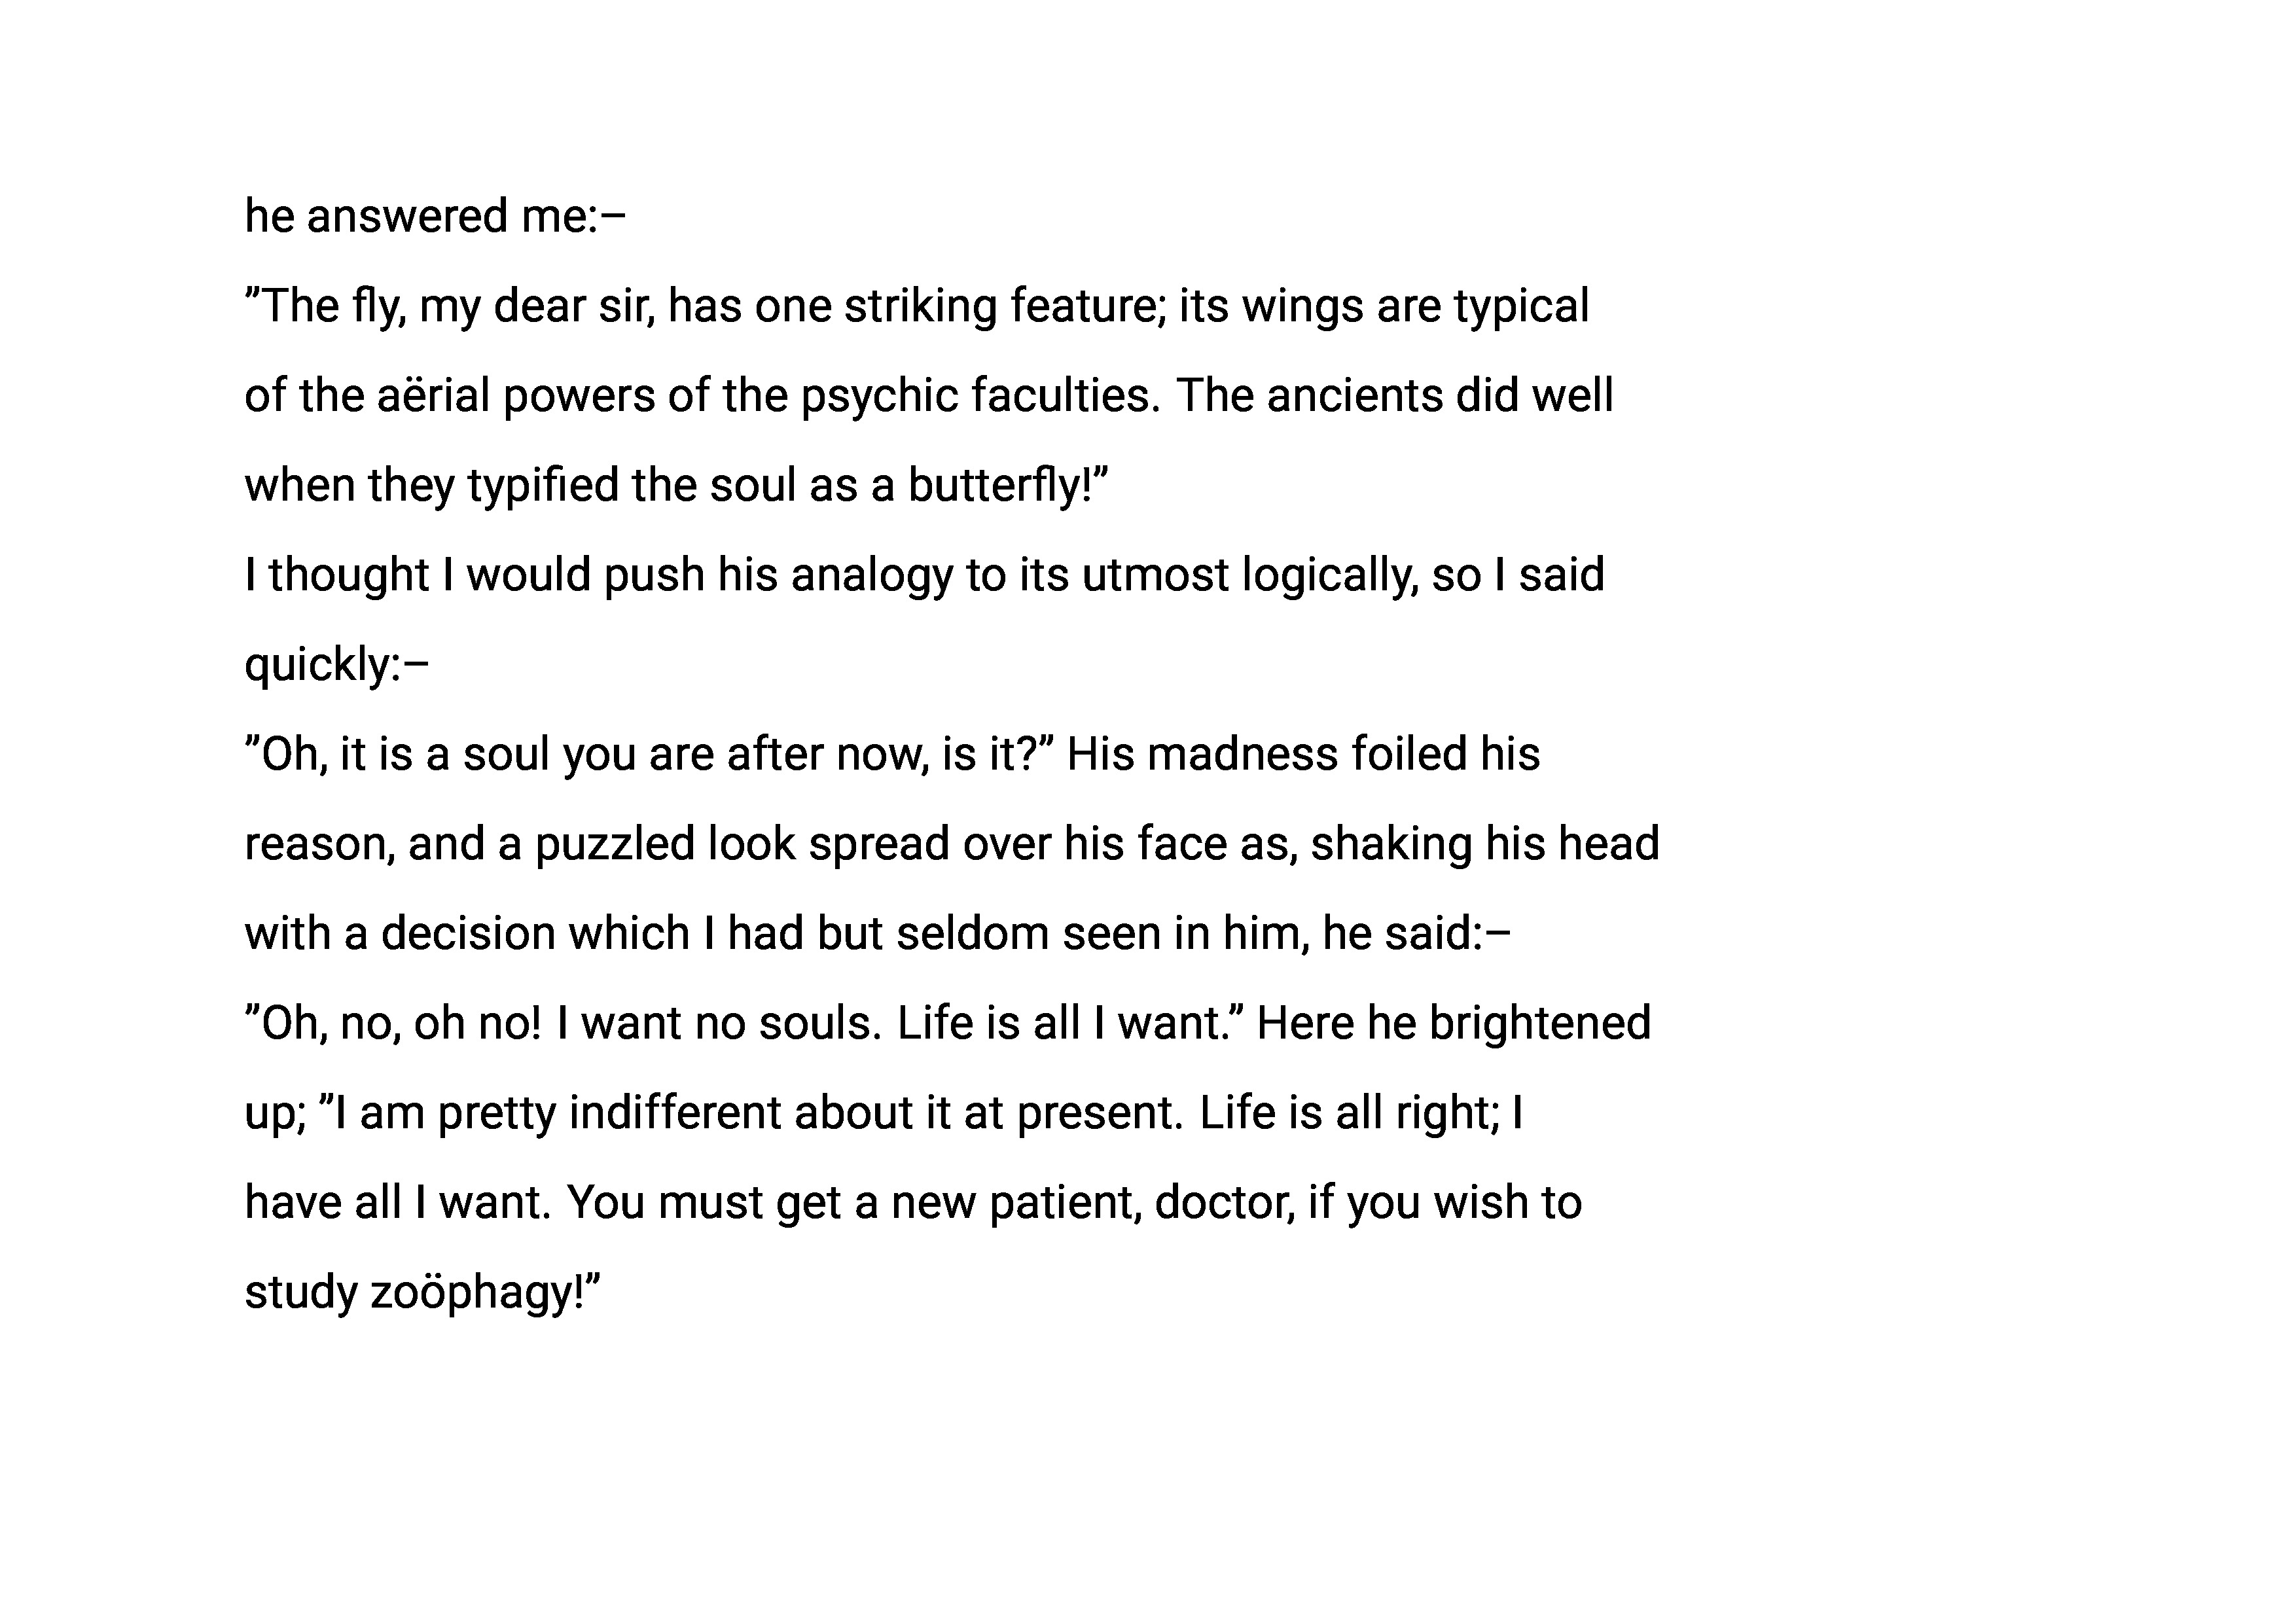 he answered me:–
”The fly, my dear sir, has one striking feature; its wings are typical
of the aërial powers of the psychic faculties. The ancients did well
when they typified the soul as a butterfly!”
I thought I would push his analogy to its utmost logically, so I said
quickly:–
”Oh, it is a soul you are after now, is it?” His madness foiled his
reason, and a puzzled look spread over his face as, shaking his head
with a decision which I had but seldom seen in him, he said:–
”Oh, no, oh no! I want no souls. Life is all I want.” Here he brightened
up; ”I am pretty indifferent about it at present. Life is all right; I
have all I want. You must get a new patient, doctor, if you wish to
study zoöphagy!”